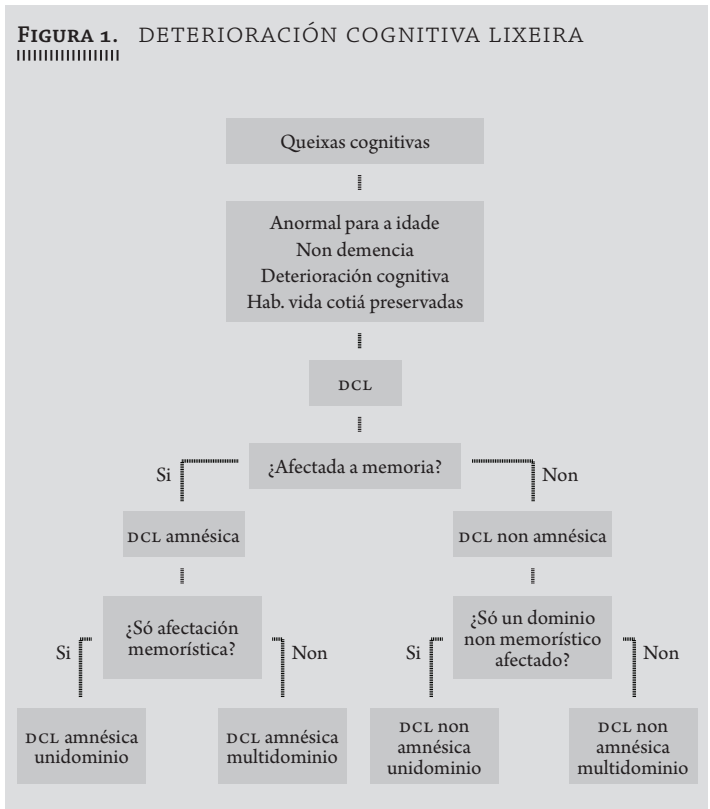 FIGURA 1. DETERIORACIÓN COGNITIVA LIXEIRA
Queixas cognitivas
Anormal para a idade
Non demencia
Deterioración cognitiva
Hab. vida cotiá preservadas
DCL
¿Afectada a memoria?
Si
Non
DCL amnésica
DCL non amnésica
¿Só afectación
memorística?
Si
Non
¿Só un dominio
non memorístico
afectado?
Si
Non
DCL amnésica
unidominio
DCL amnésica
multidominio
DCL non
amnésica
unidominio
DCL non
amnésica
multidominio